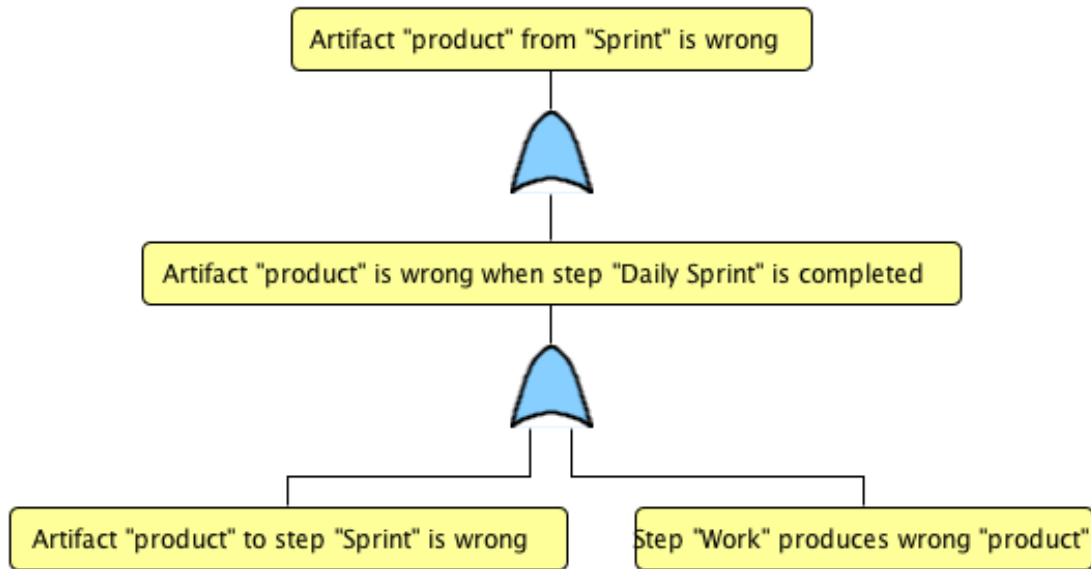 Artifact "product" from "Sprint" is wrong
Artifact "product" is wrong when step "Daily Sprint" is completed
Artifact "product" to step "Sprint" is wrong
Step "Work" produces wrong "product"